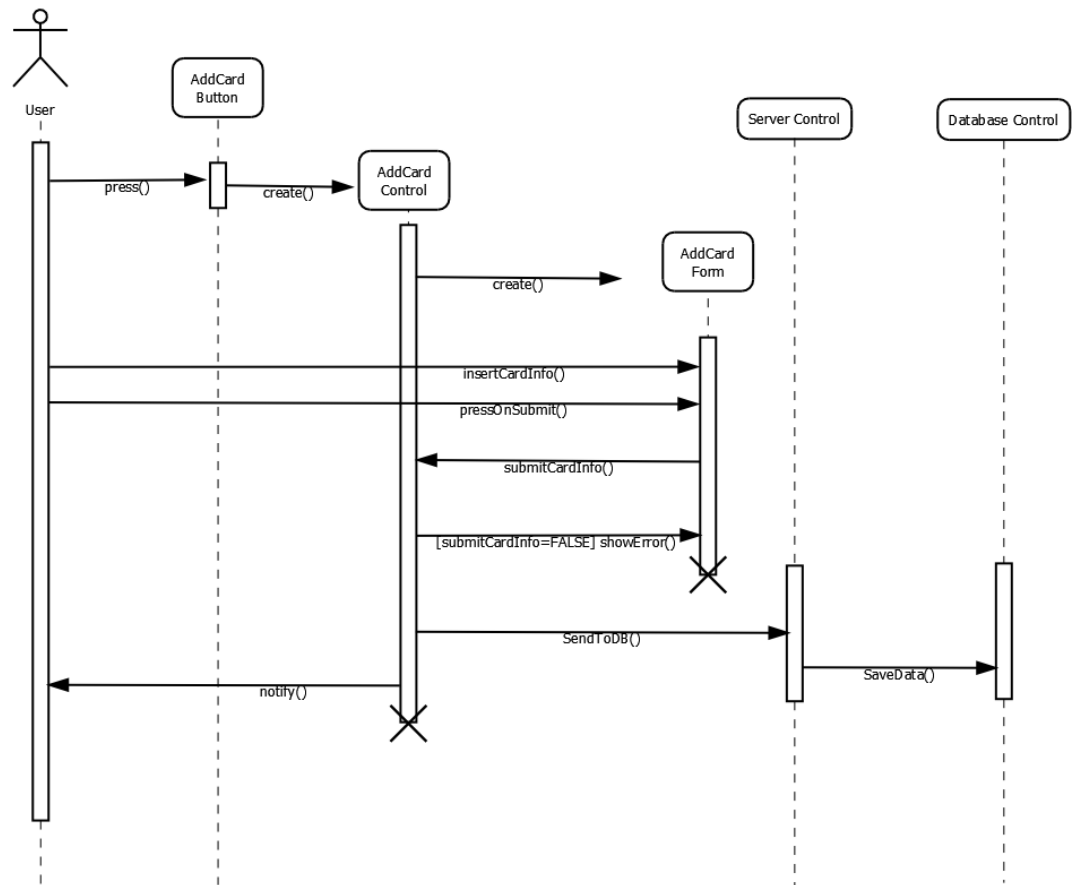 User
AddCard
Button
AddCard
Control
Server Control
Database Control
press()
create()
AddCard
Form
create()
insertCardInfo()
pressOnSubmit()
submitCardInfo()
[submitCardInfo=FALSE] showError()
SendToDB()
SaveData()
notify()